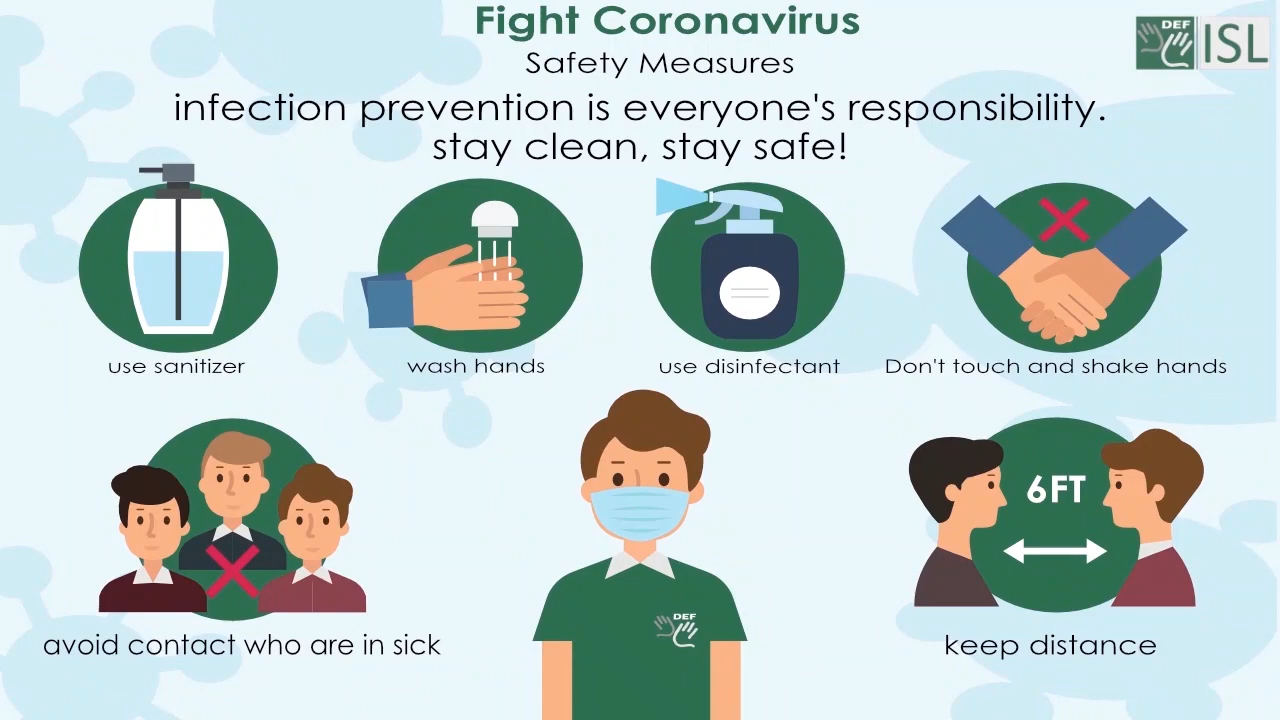 Fight Coronavirus
DEF
ISL
Safety Measures
infection prevention is everyone's responsibility.
stay clean, stay safe!
use sanitizer
wash hands
use disinfectant
Don't touch and shake hands
6FT
DEF
avoid contact who are in sick
keep distance